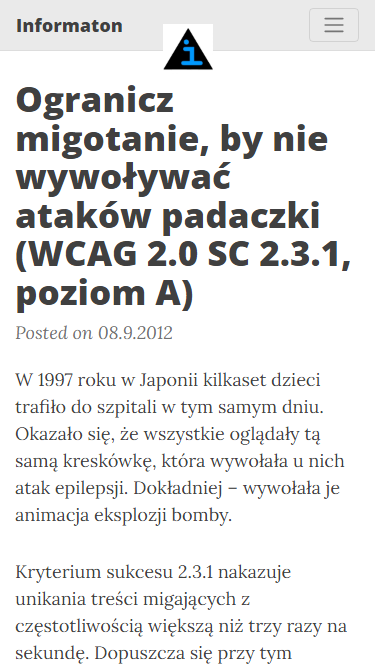 Informaton
i
Ogranicz
migotanie, by nie
wywoływać
ataków padaczki
(WCAG 2.0 SC 2.3.1,
poziom A)
Posted on 08.9.2012
W 1997 roku w Japonii kilkaset dzieci
trafiło do szpitali w tym samym dniu.
Okazało się, że wszystkie oglądały tą
samą kreskówkę, która wywołała u nich
atak epilepsji. Dokładniej – wywołała je
animacja eksplozji bomby.
Kryterium sukcesu 2.3.1 nakazuje
unikania treści migających z
częstotliwością większą niż trzy razy na
sekundę. Dopuszcza się przy tym